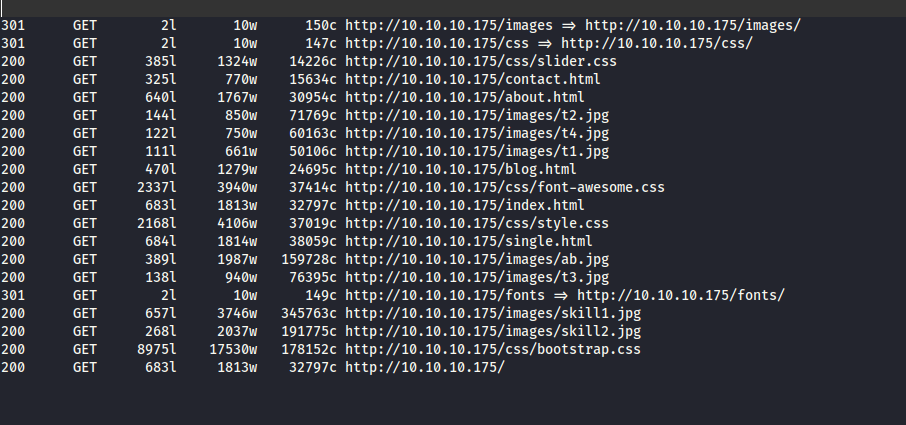 301 GET 2l 10w 150c http://10.10.10.175/images => http://10.10.10.175/images/
301 GET 2l 10w 147c http://10.10.10.175/css => http://10.10.10.175/css/
200 GET 385l 1324w 14226c http://10.10.10.175/css/slider.css
200 GET 325l 770w 15634c http://10.10.10.175/contact.html
200 GET 640l 1767w 30954c http://10.10.10.175/about.html
200 GET 144l 850w 71769c http://10.10.10.175/images/t2.jpg
200 GET 122l 750w 60163c http://10.10.10.175/images/t4.jpg
200 GET 111l 661w 50106c http://10.10.10.175/images/t1.jpg
200 GET 470l 1279w 24695c http://10.10.10.175/blog.html
200 GET 2337l 3940w 37414c http://10.10.10.175/css/font-awesome.css
200 GET 683l 1813w 32797c http://10.10.10.175/index.html
200 GET 2168l 4106w 37019c http://10.10.10.175/css/style.css
200 GET 684l 1814w 38059c http://10.10.10.175/single.html
200 GET 389l 1987w 159728c http://10.10.10.175/images/ab.jpg
200 GET 138l 940w 76395c http://10.10.10.175/images/t3.jpg
301 GET 2l 10w 149c http://10.10.10.175/fonts => http://10.10.10.175/fonts/
200 GET 657l 3746w 345763c http://10.10.10.175/images/skill1.jpg
200 GET 268l 2037w 191775c http://10.10.10.175/images/skill2.jpg
200 GET 8975l 17530w 178152c http://10.10.10.175/css/bootstrap.css
200 GET 683l 1813w 32797c http://10.10.10.175/